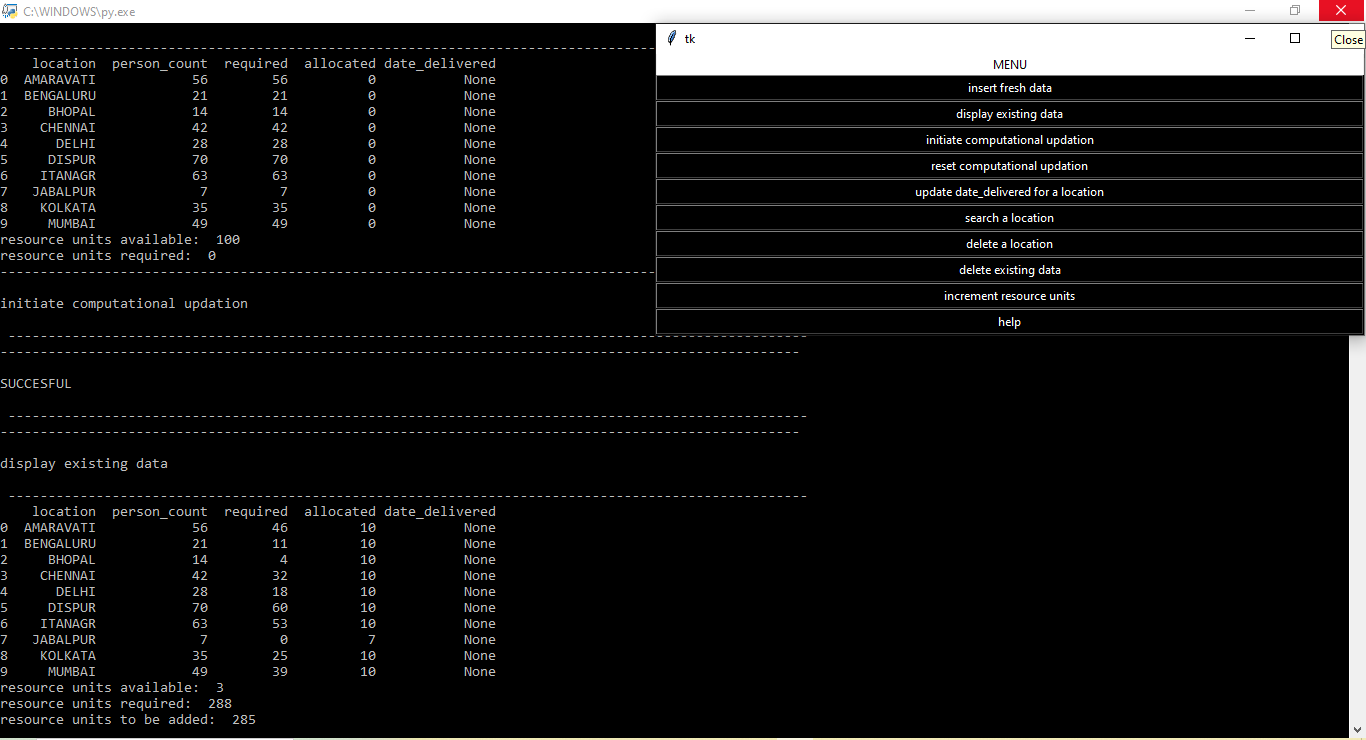 C:\WINDOWS\py.exe
--------------------------------------------------------------------------------
location person_count required allocated date_delivered
0 AMARAVATI 56 56 0 None
1 BENGALURU 21 21 0 None
2 BHOPAL 14 14 0 None
3 CHENNAI 42 42 0 None
4 DELHI 28 28 0 None
5 DISPUR 70 70 0 None
6 ITANAGR 63 63 0 None
7 JABALPUR 7 7 0 None
8 KOLKATA 35 35 0 None
9 MUMBAI 49 49 0 None
resource units available: 100
resource units required: 0
--------------------------------------------------------------------------------
initiate computational updation
----------------------------------------------------------------------------------------------------
----------------------------------------------------------------------------------------------------
SUCCESFUL
----------------------------------------------------------------------------------------------------
----------------------------------------------------------------------------------------------------
display existing data
----------------------------------------------------------------------------------------------------
location person_count required allocated date_delivered
0 AMARAVATI 56 46 10 None
1 BENGALURU 21 11 10 None
2 BHOPAL 14 4 10 None
3 CHENNAI 42 32 10 None
4 DELHI 28 18 10 None
5 DISPUR 70 60 10 None
6 ITANAGR 63 53 10 None
7 JABALPUR 7 0 7 None
8 KOLKATA 35 25 10 None
9 MUMBAI 49 39 10 None
resource units available: 3
resource units required: 288
resource units to be added: 285
tk
Close
MENU
insert fresh data
display existing data
initiate computational updation
reset computational updation
update date_delivered for a location
search a location
delete a location
delete existing data
increment resource units
help